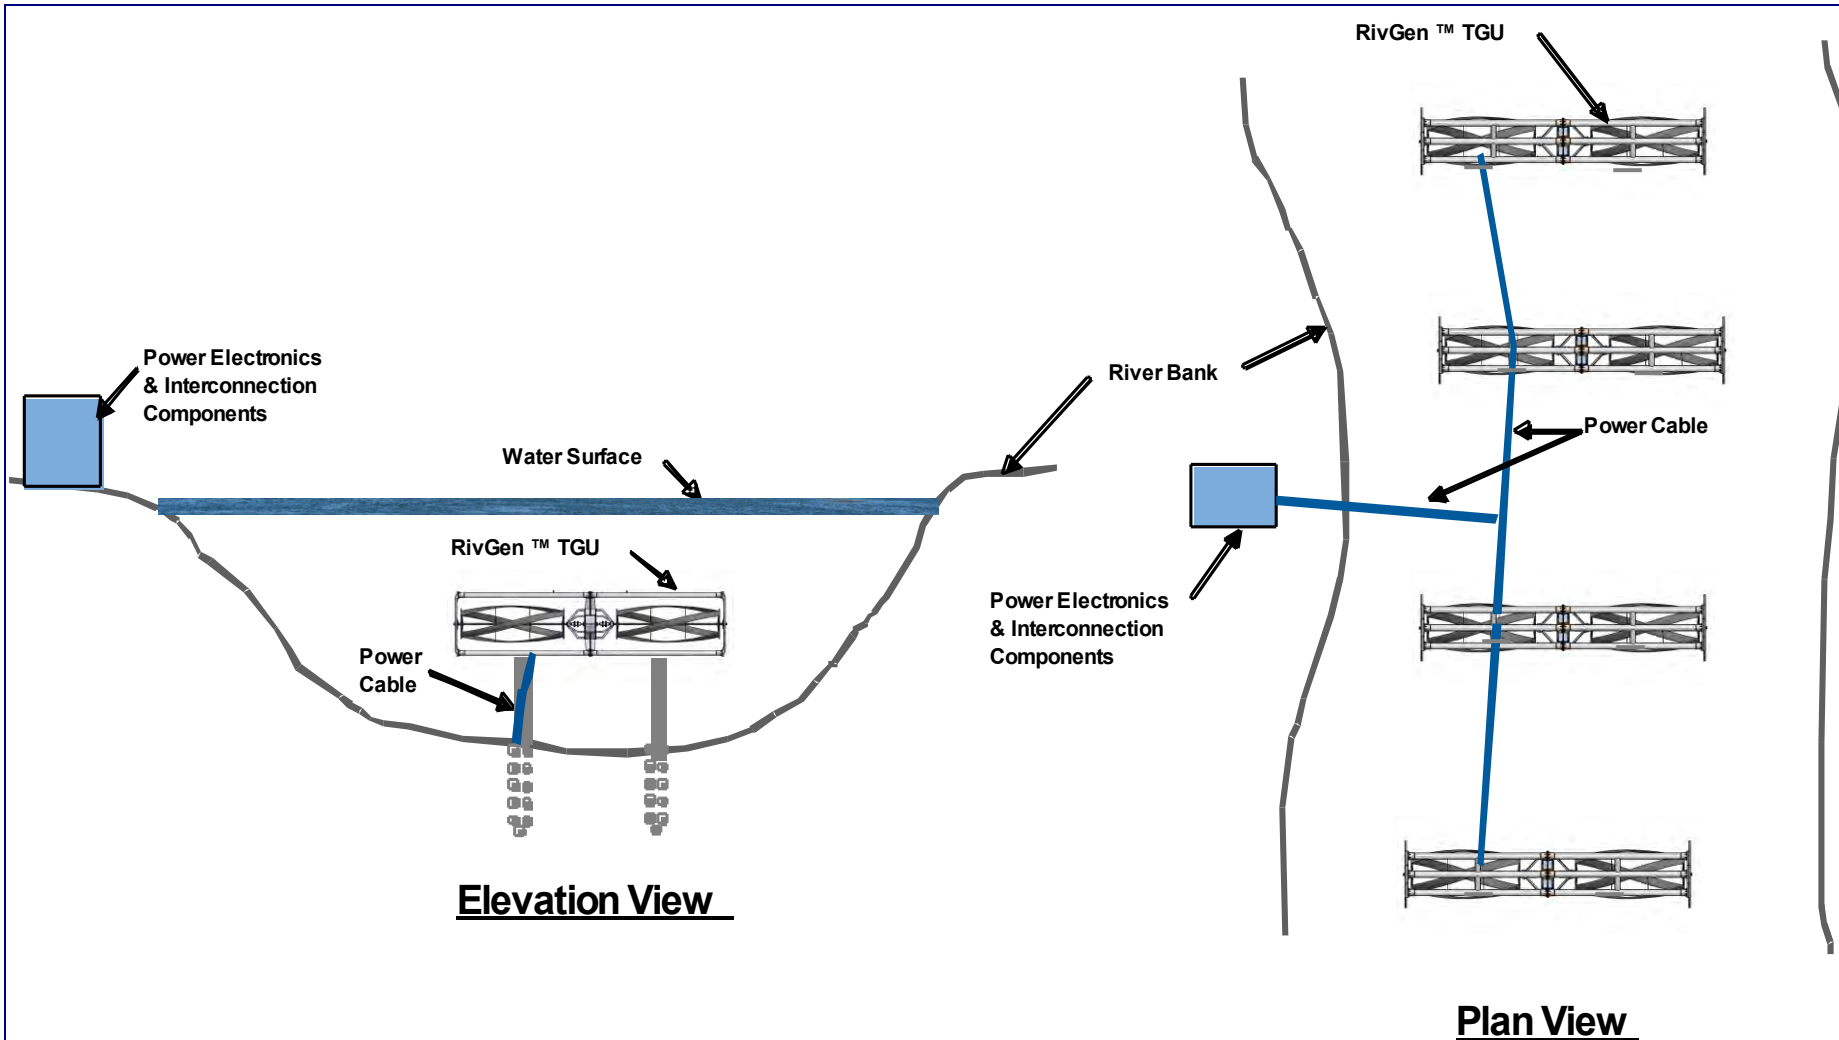 RivGen ™ TGU
Power Electronics
& Interconnection
Components
Water Surface
River Bank
RivGen ™ TGU
Power
Cable
Power Cable
Power Electronics
& Interconnection
Components
Elevation View
Plan View